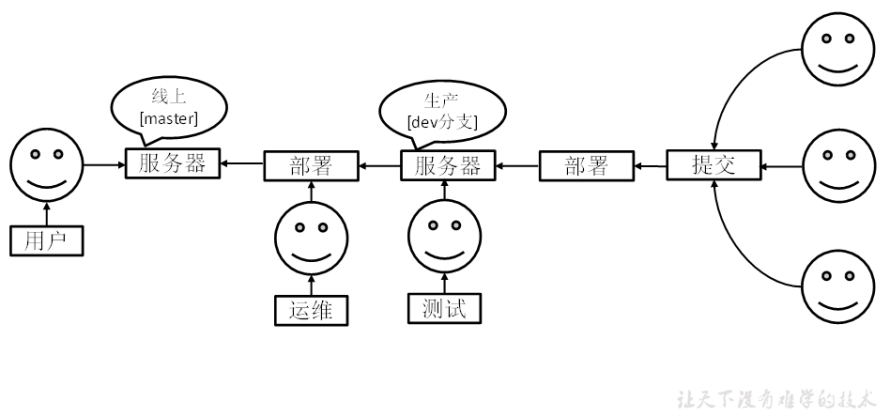 线上
[master]
生产
[dev分支]
服务器
部署
服务器
部署
提交
用户
运维
测试
让天下没有难学的技术